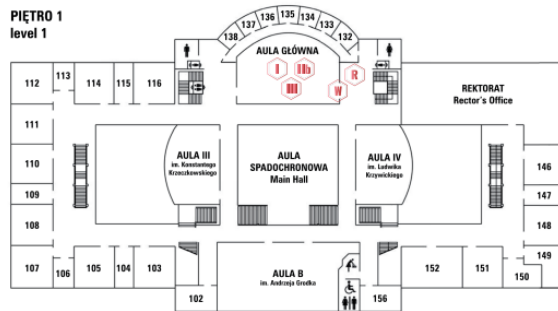 PIĘTRO 1
level 1
138
137
136
135
134
133
132
AULA GŁÓWNA
I
IIIb
R
III
W
112
113
114
115
116
REKTORAT
Rector's Office
111
110
109
108
107
AULA III
im. Konstantego
Krzeczkowskiego
AULA
SPADOCHRONOWA
Main Hall
AULA IV
im. Ludwika
Krzywickiego
146
147
148
149
150
106
105
104
103
102
AULA B
im. Andrzeja Grodka
156
152
151